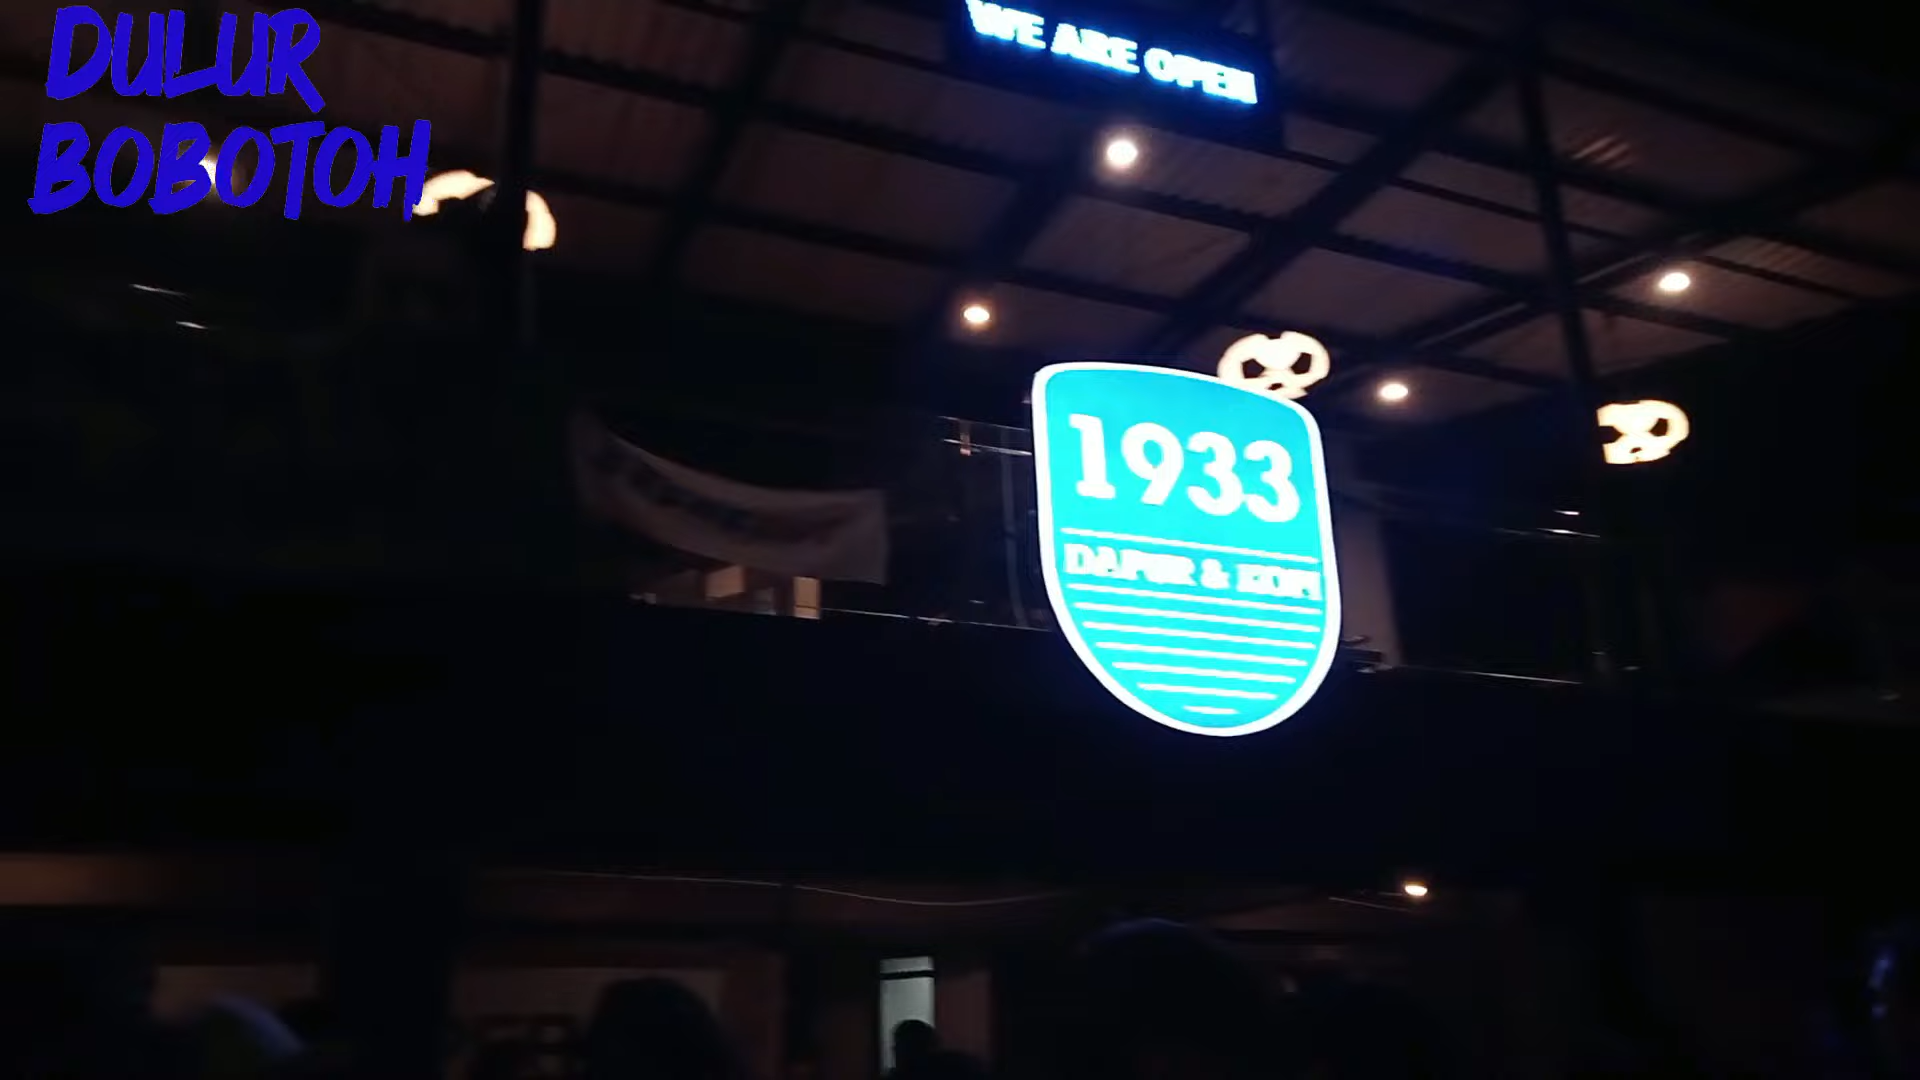 DULUR
BOBOTOH
WE ARE OPEN
1933
DAPUR & KOPI